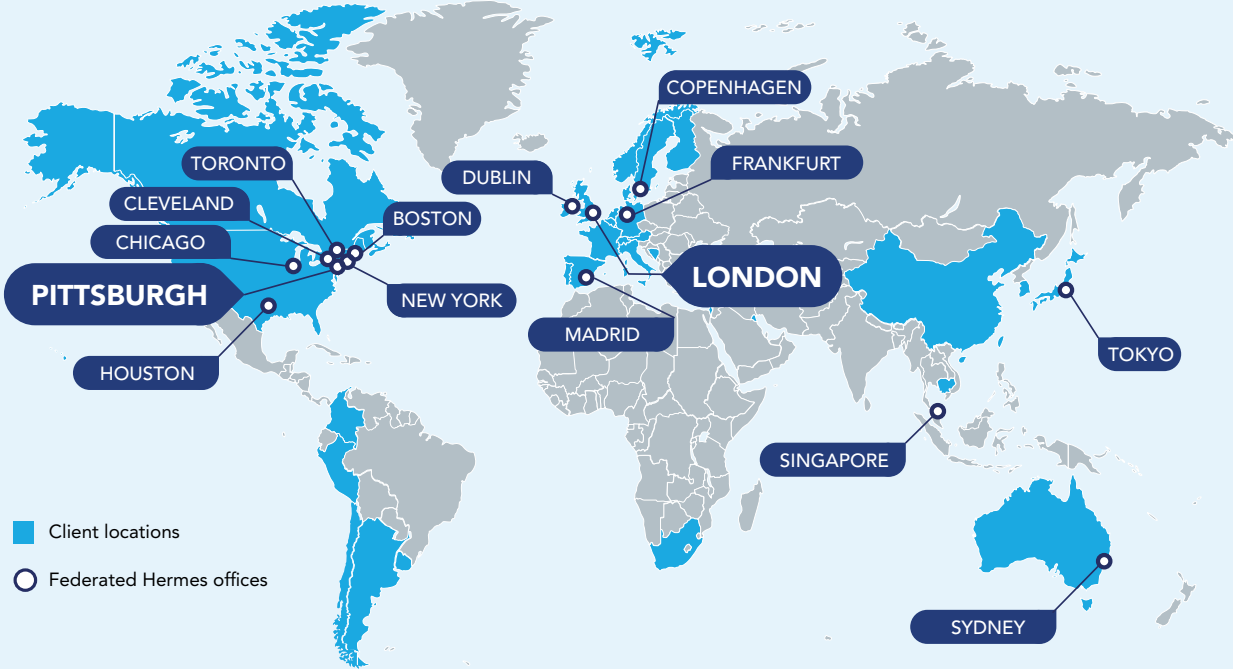 COPENHAGEN
TORONTO
FRANKFURT
DUBLIN
CLEVELAND
BOSTON
CHICAGO
LONDON
PITTSBURGH
NEW YORK
MADRID
TOKYO
HOUSTON
SINGAPORE
Client locations
Federated Hermes offices
SYDNEY